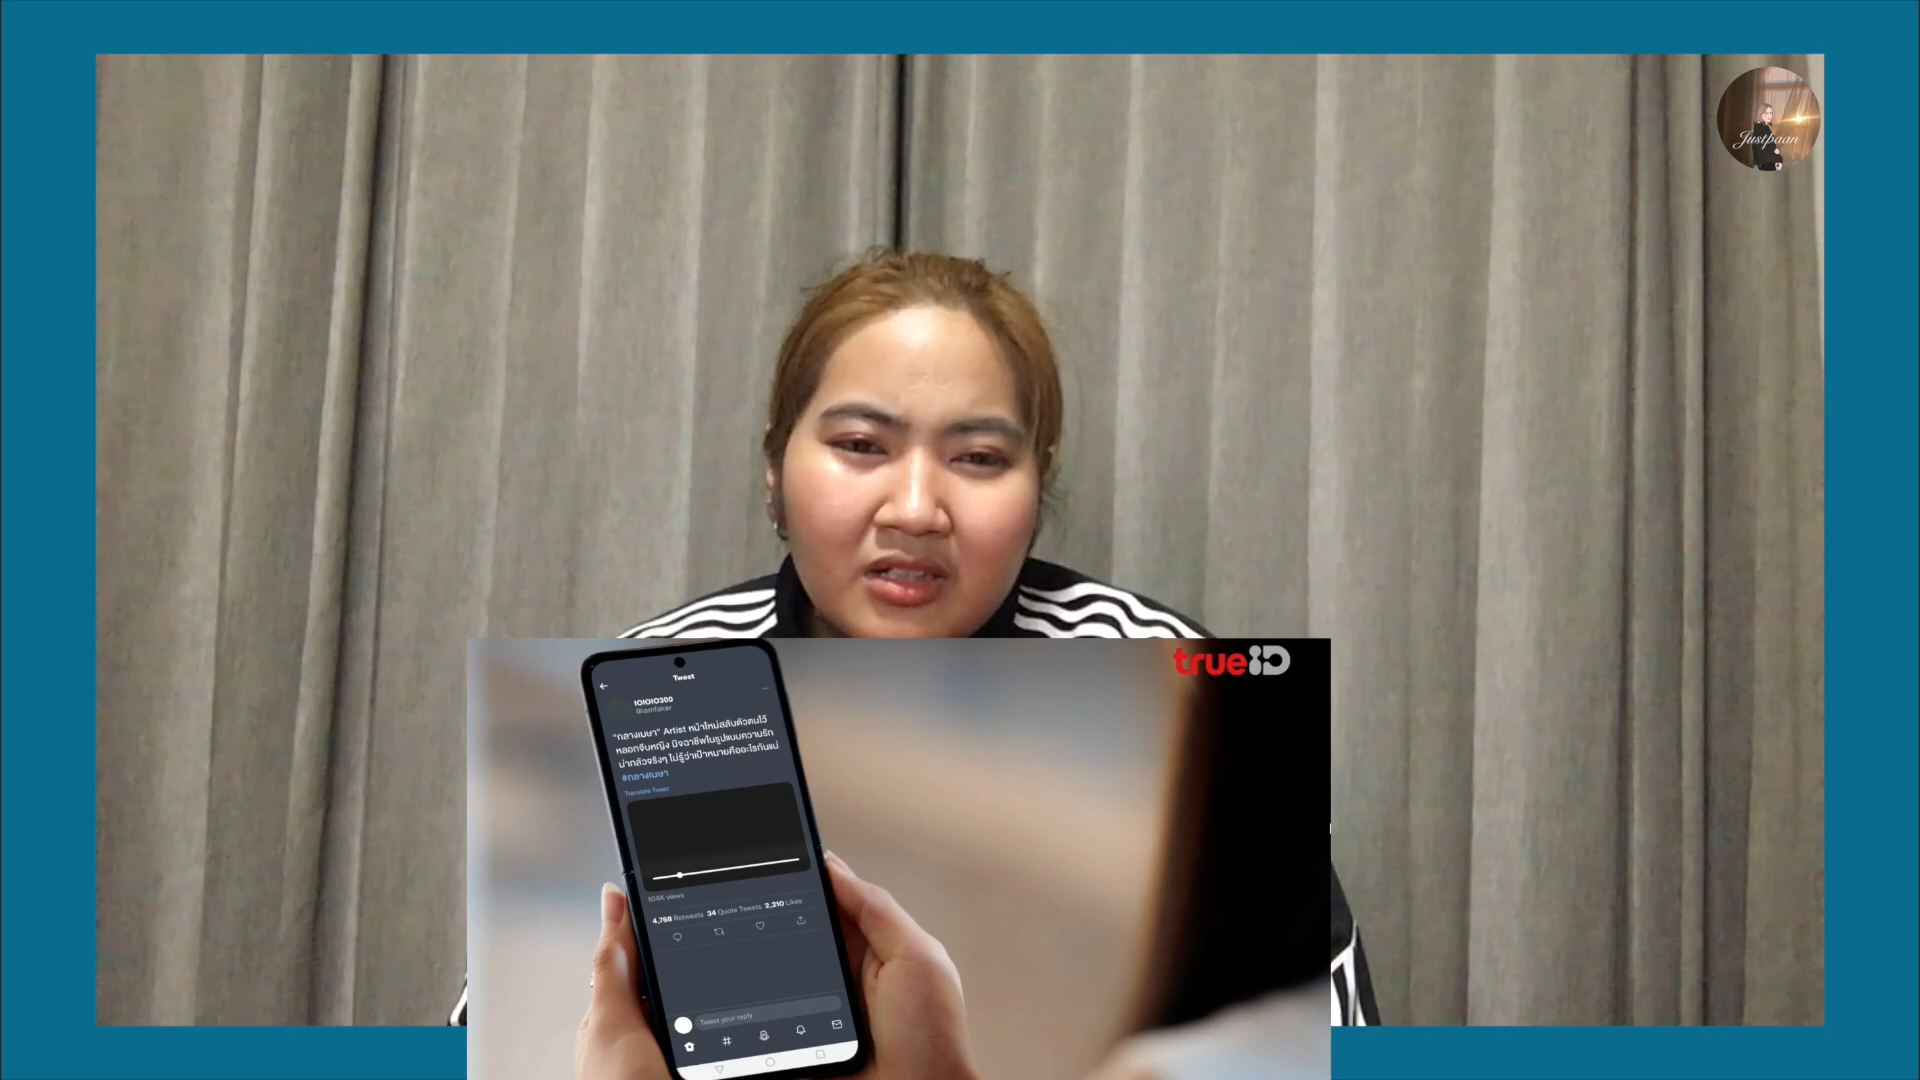 Justpaan
trueID
Tweet
IOIOIO300
@iamfaker
"กลางเมษา" Artist หน้าใหม่สลับตัวตนไว้
หลอกจีบหญิง มิจฉาชีพในรูปแบบความรัก
น่ากลัวจริงๆ ไม่รู้ว่าเป้าหมายคืออะไรกันแน่
#กลางเมษา
Translate Tweet
104K views
4,768 Retweets 34 Quote Tweets 2,210 Likes
Tweet your reply